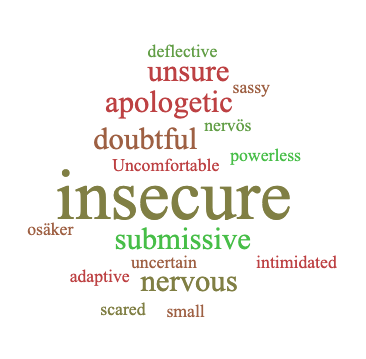 deflective
unsure
sassy
apologetic
nervös
doubtful
powerless
Uncomfortable
insecure
osäker
submissive
uncertain
intimidated
adaptive
nervous
scared
small